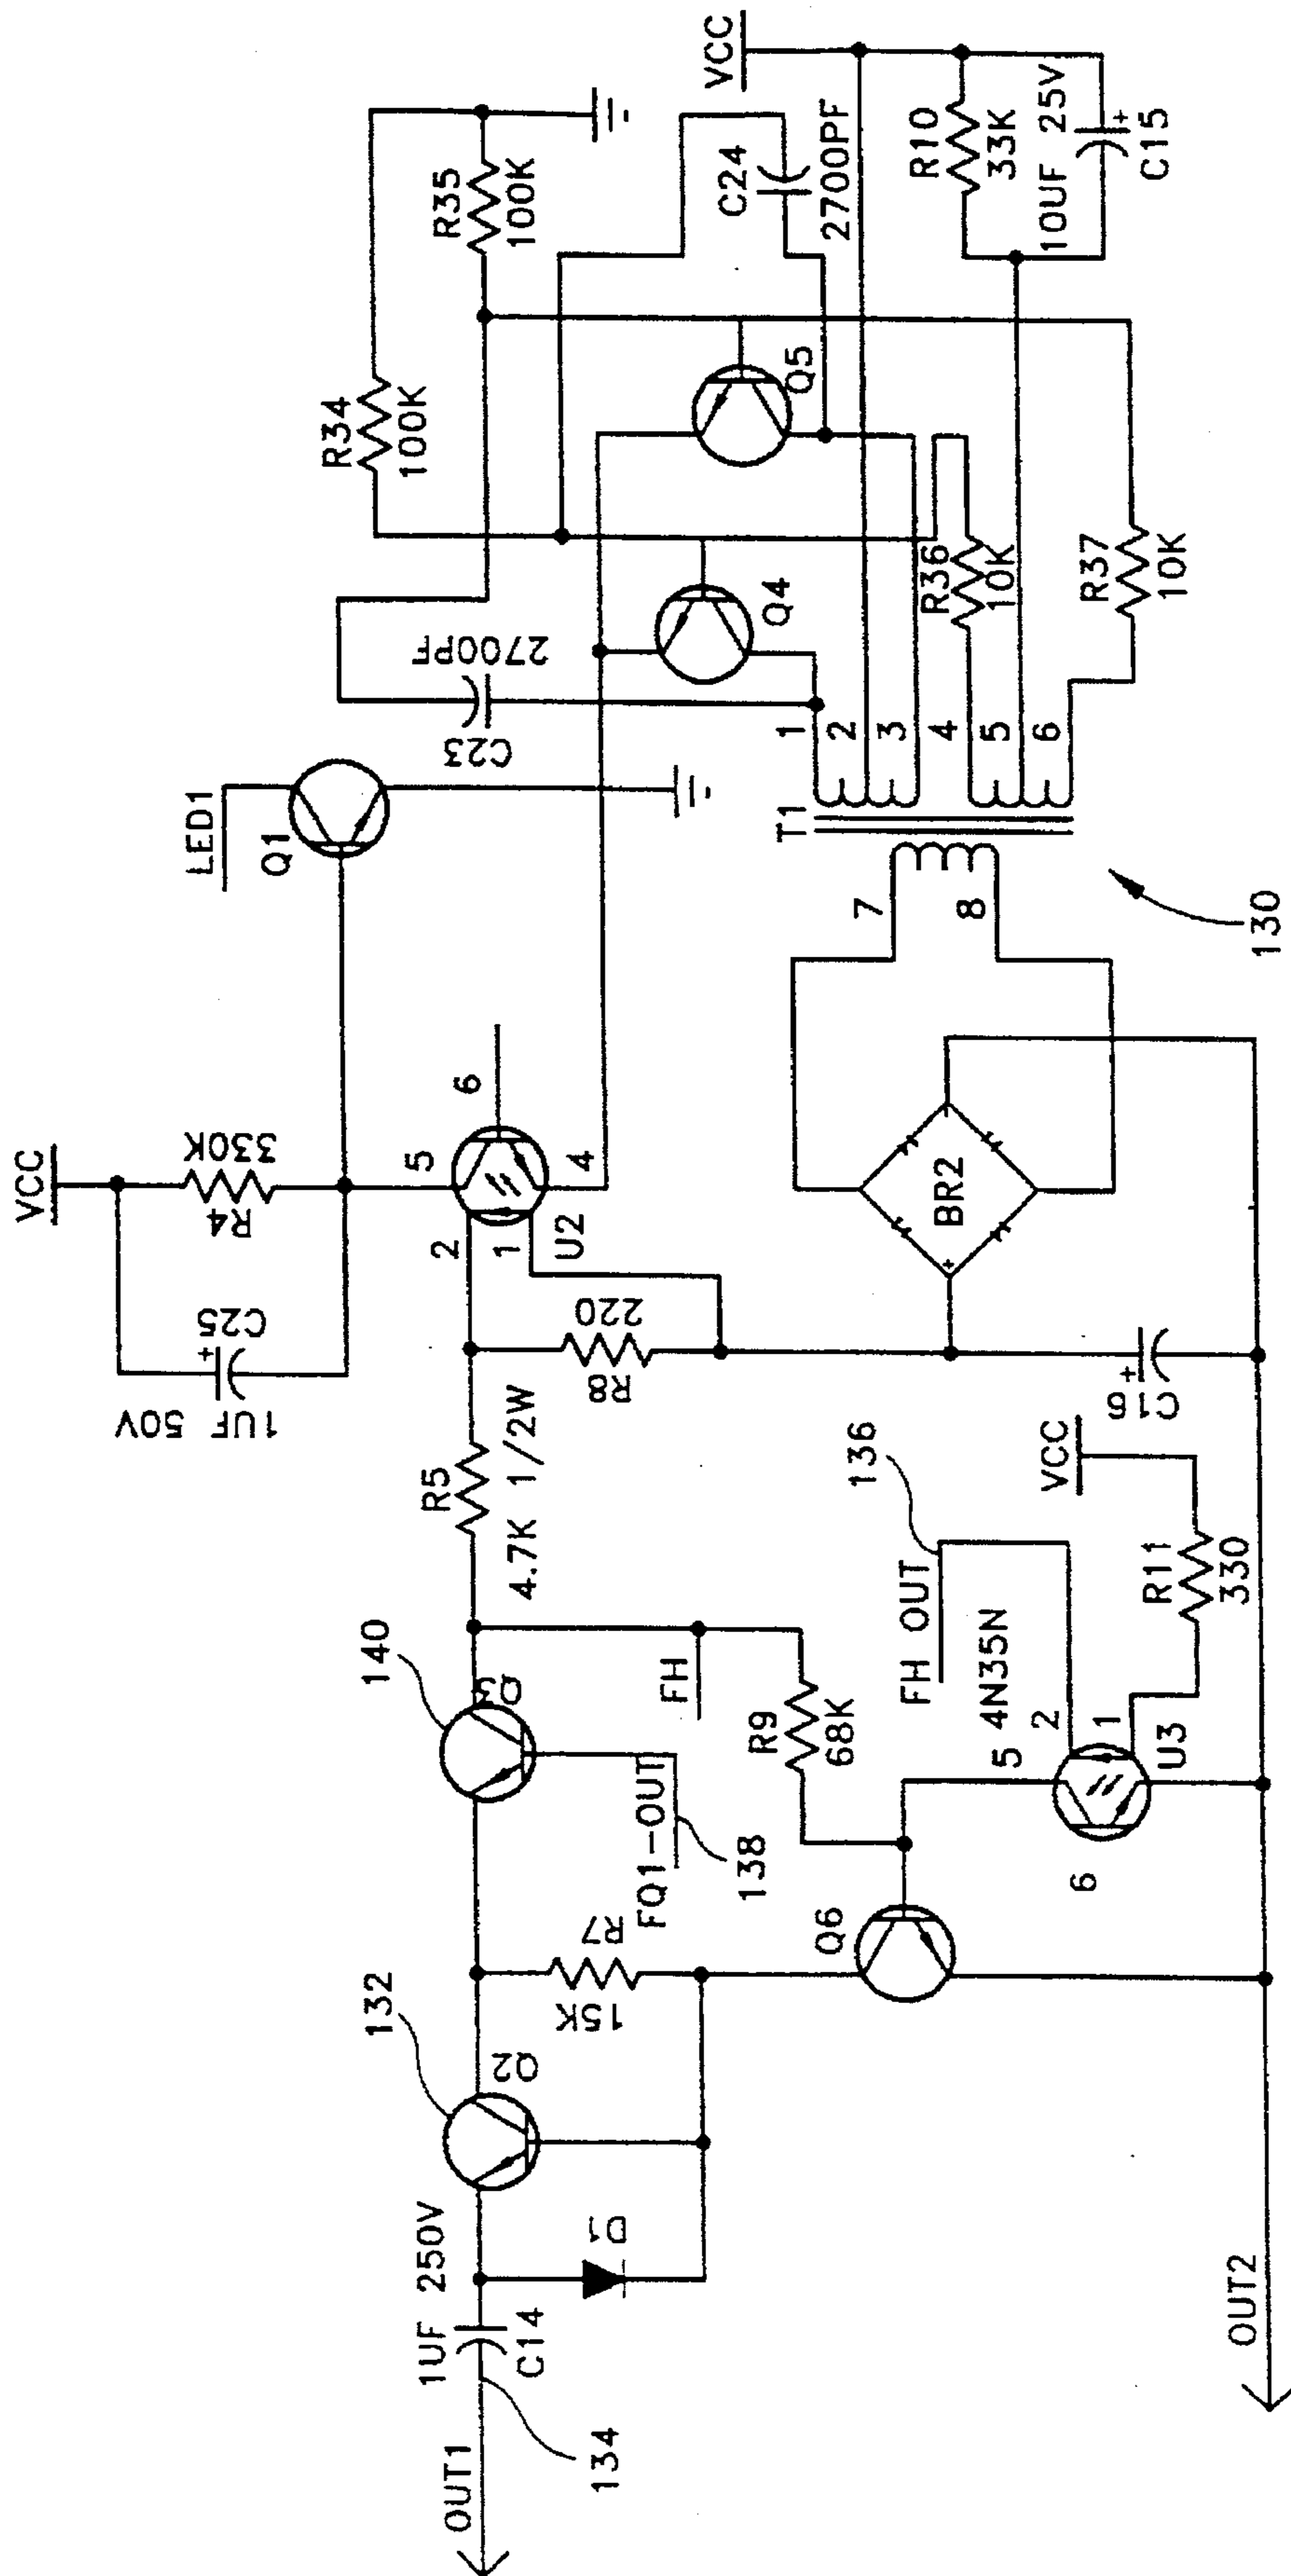 VCC
1UF 50V
C25
+
R4
330K
LED1
Q1
R34
100K
R35
100K
5
6
2
1
4
U2
C23
2700PF
Q4
Q5
C24
2700PF
VCC
R10
33K
10UF 25V
+
C15
R36
10K
R37
10K
T1
1
2
3
4
5
6
7
8
130
BR2
+
R8
220
R5
4.7K 1/2W
C16
+
140
Q3
FH
FQ1-OUT
138
R9
68K
136
FH OUT
4N35N
VCC
R11
330
5
2
1
6
U3
Q6
R7
15K
132
Q2
D1
1UF 250V
C14
134
OUT1
OUT2